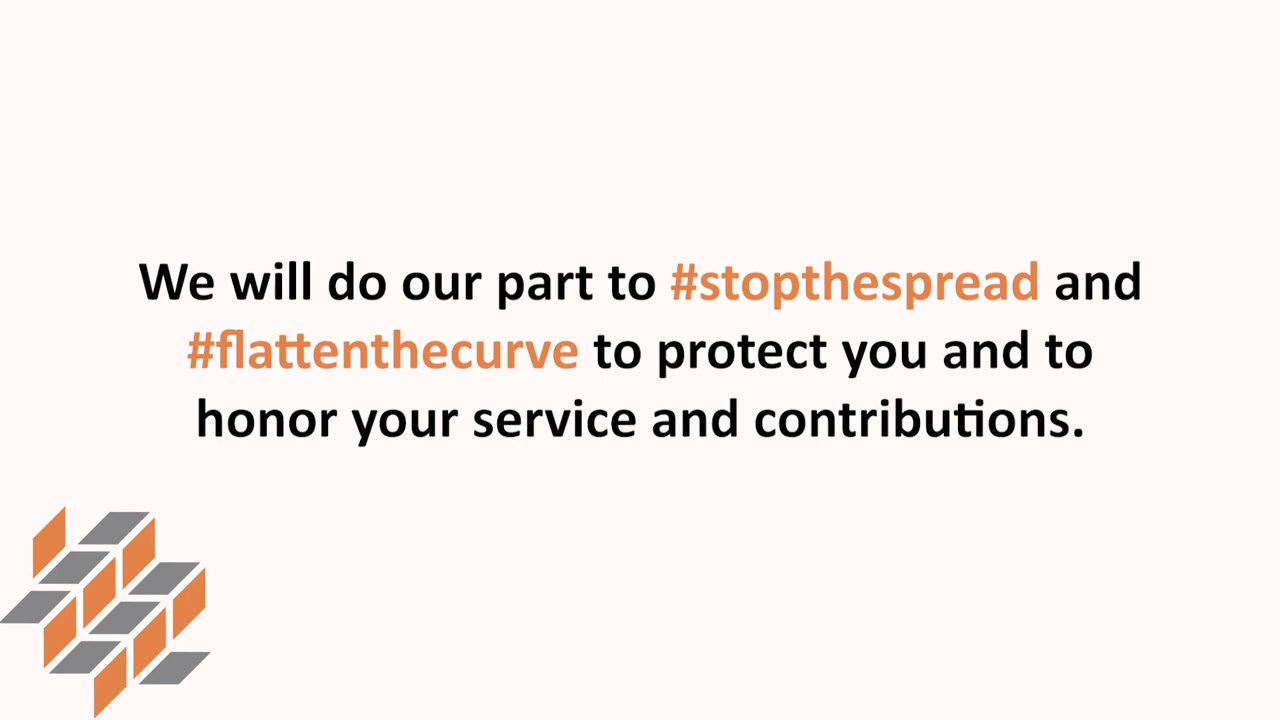 We will do our part to #stopthespread and
#flattenthecurve to protect you and to
honor your service and contributions.